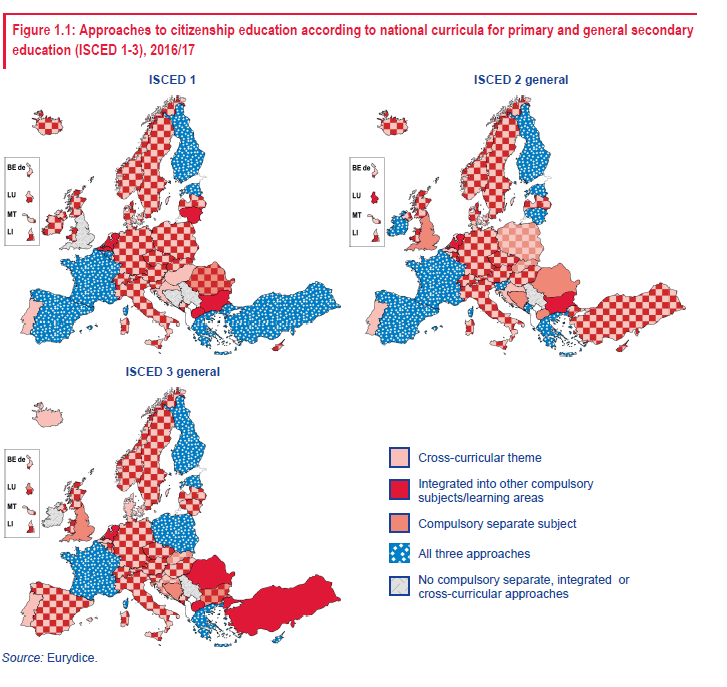 Figure 1.1: Approaches to citizenship education according to national curricula for primary and general secondary
education (ISCED 1-3), 2016/17
ISCED 1
ISCED 2 general
BE de
LU
MT
LI
BE de
LU
MT
LI
ISCED 3 general
BE de
LU
MT
LI
Cross-curricular theme
Integrated into other compulsory
subjects/learning areas
Compulsory separate subject
All three approaches
No compulsory separate, integrated or
cross-curricular approaches
Source: Eurydice.